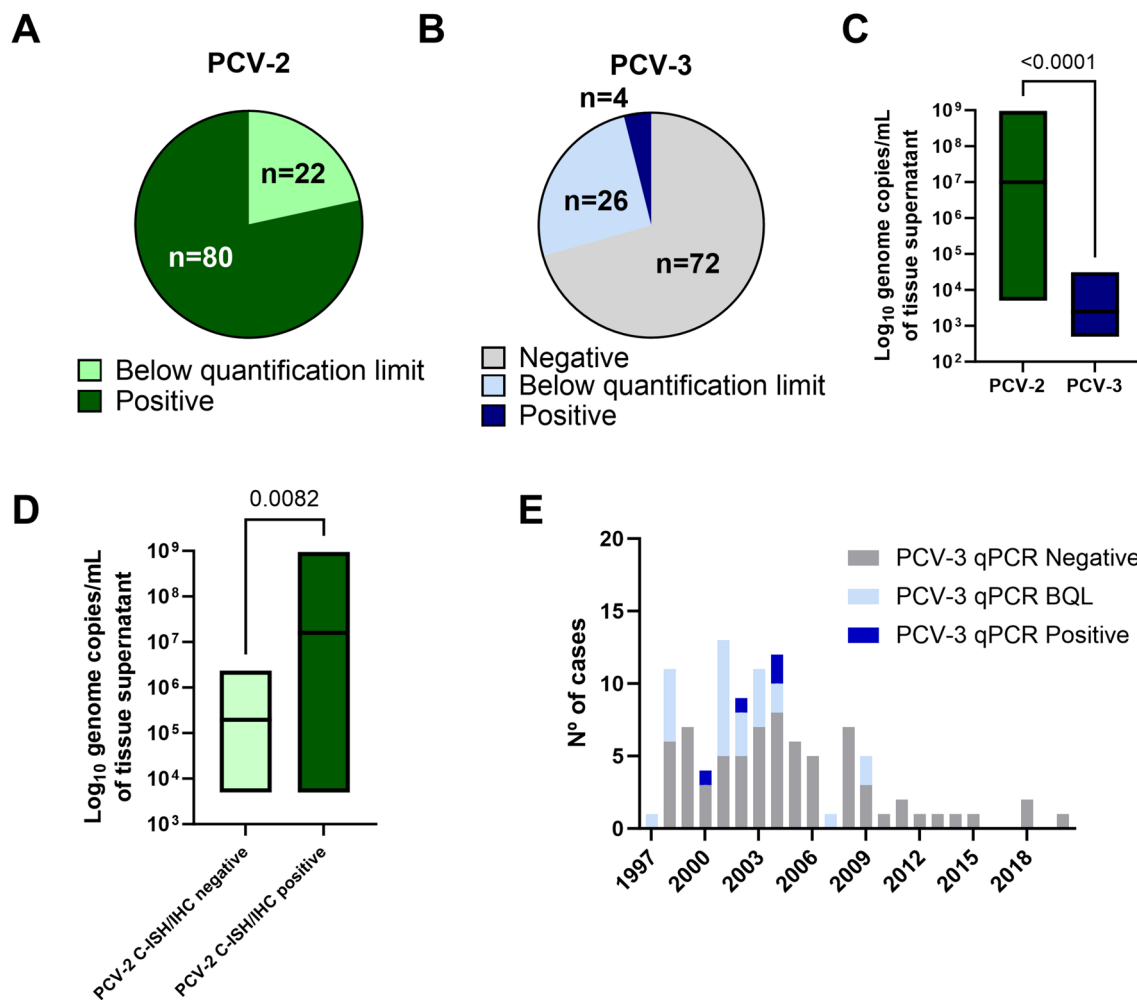 A
PCV-2
n=22
n=80
Below quantification limit
Positive
B
PCV-3
n=4
n=26
n=72
Negative
Below quantification limit
Positive
C
<0.0001
Log₁₀ genome copies/mL
of tissue supernatant
10⁹
10⁸
10⁷
10⁶
10⁵
10⁴
10³
10²
PCV-2
PCV-3
D
0.0082
Log₁₀ genome copies/mL
of tissue supernatant
10⁹
10⁸
10⁷
10⁶
10⁵
10⁴
10³
PCV-2 C-ISH/IHC negative
PCV-2 C-ISH/IHC positive
E
Nº of cases
20
15
10
5
0
PCV-3 qPCR Negative
PCV-3 qPCR BQL
PCV-3 qPCR Positive
1997
2000
2003
2006
2009
2012
2015
2018